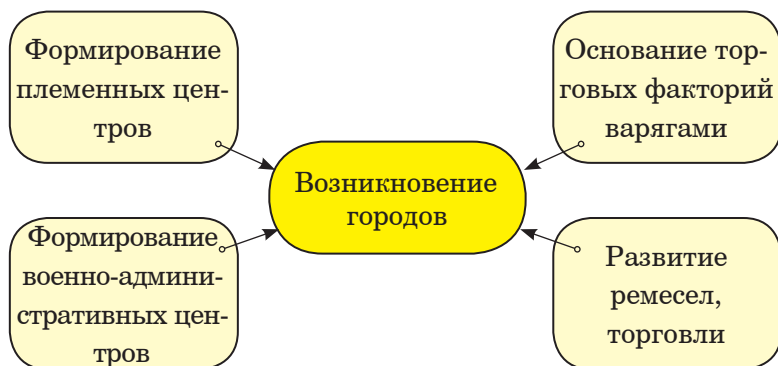 Формирование
племенных цен-
тров
Основание тор-
говых факторий
варягами
Возникновение
городов
Формирование
военно-админи-
стративных цен-
тров
Развитие
ремесел,
торговли